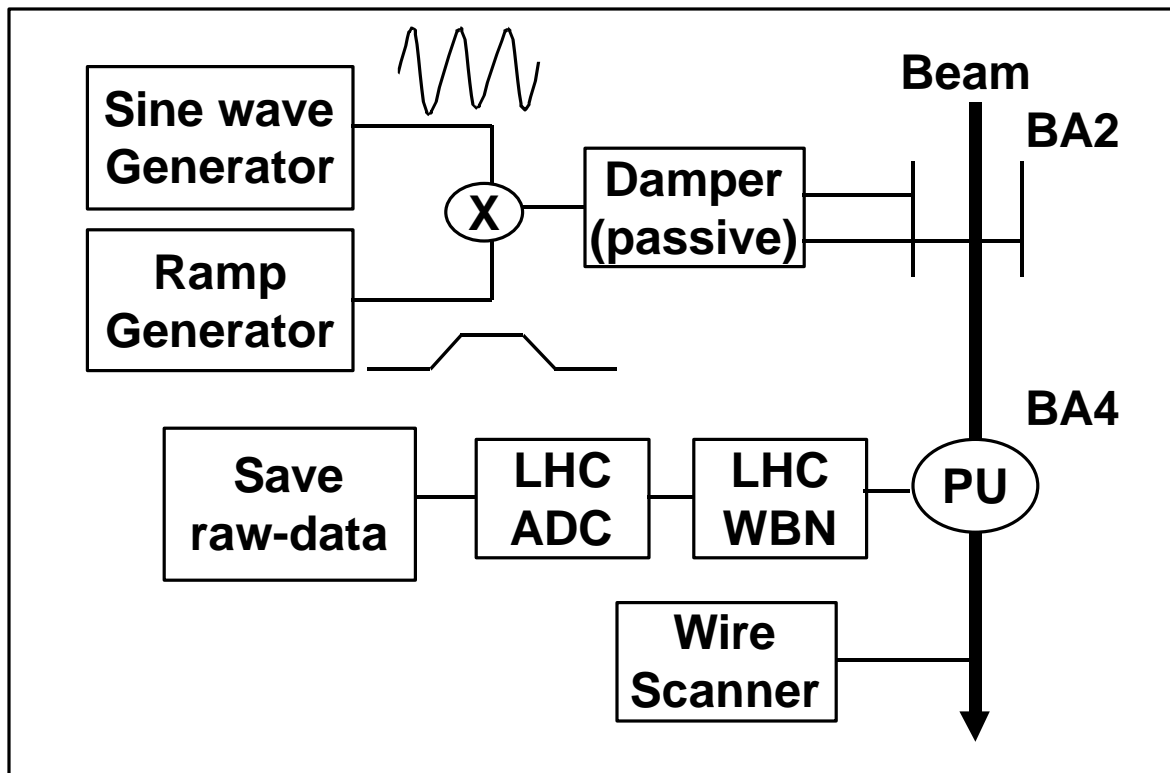 Sine wave
Generator
Beam
BA2
Damper
(passive)
X
Ramp
Generator
BA4
Save
raw-data
LHC
ADC
LHC
WBN
PU
Wire
Scanner